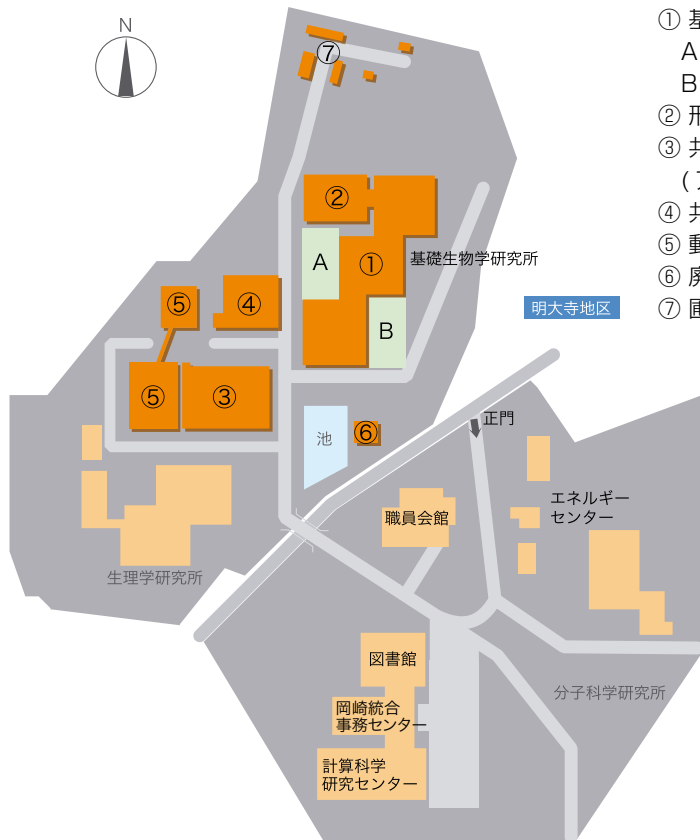 N
① 基
A
B
② 形
③ 共
(ア
④ 共
⑤ 動
⑥ 廃
⑦ 圃
⑦
②
A
①
基礎生物学研究所
⑤
④
B
明大寺地区
⑤
③
池
⑥
正門
職員会館
エネルギー
センター
生理学研究所
図書館
分子科学研究所
岡崎統合
事務センター
計算科学
研究センター